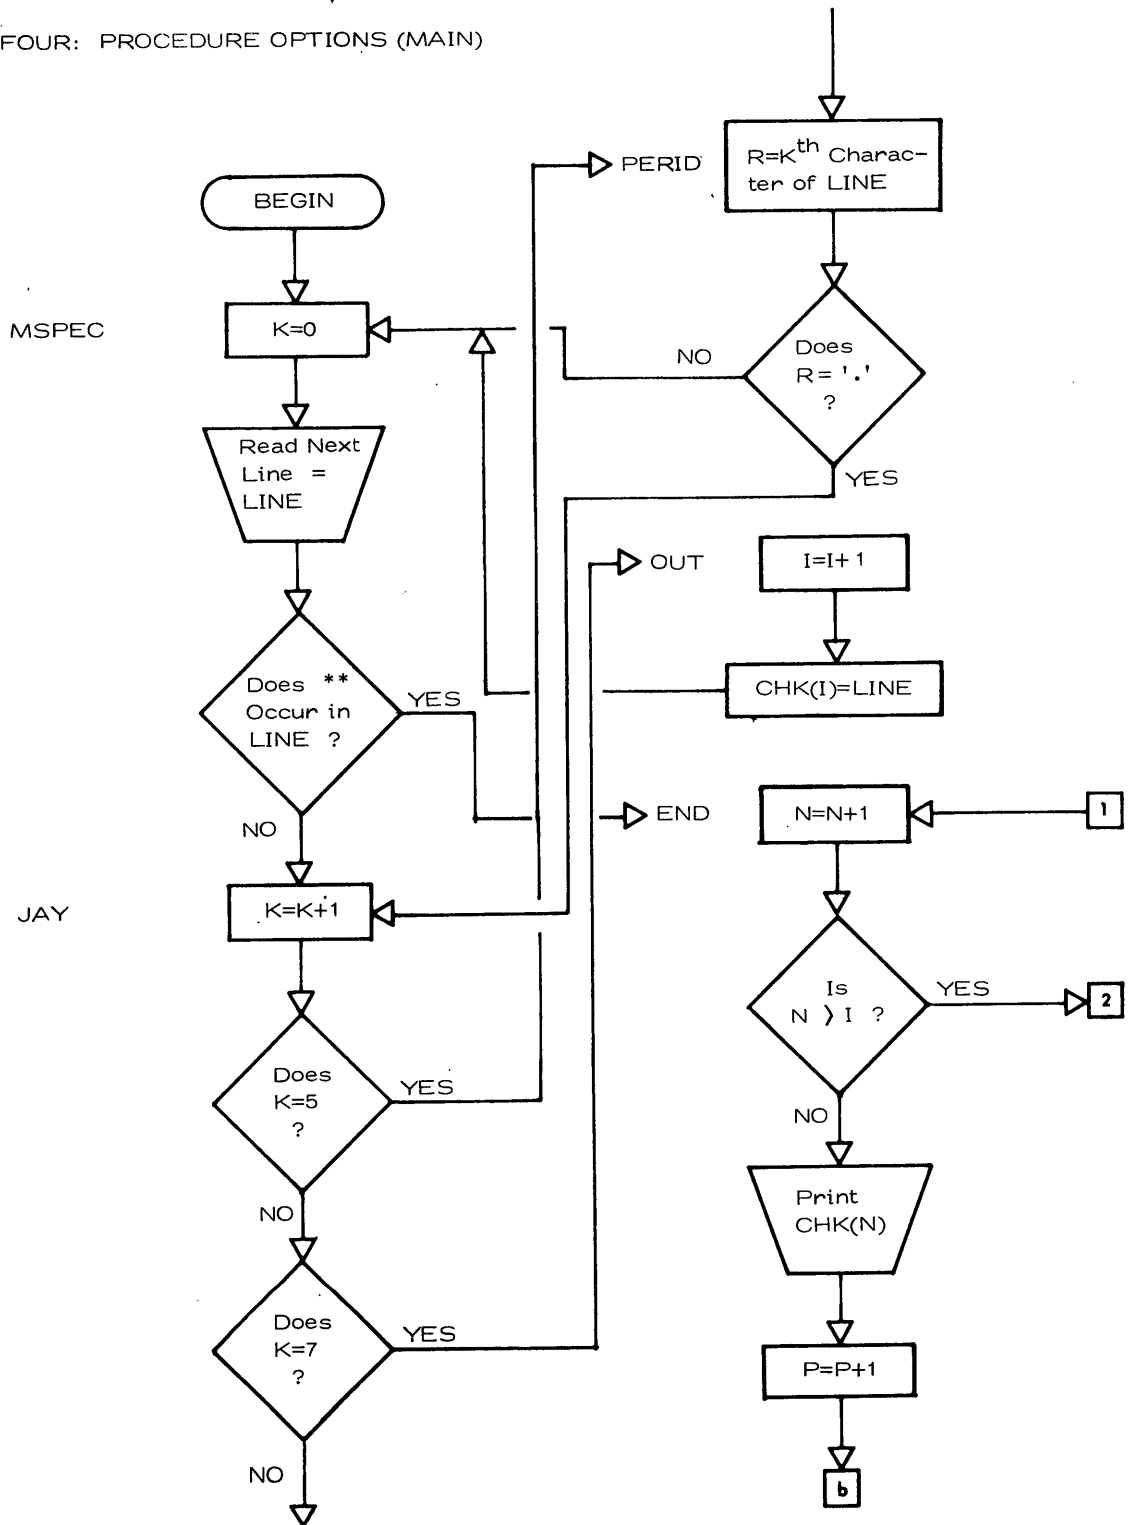 FOUR: PROCEDURE OPTIONS (MAIN)
BEGIN
MSPEC
K=0
Read Next
Line =
LINE
Does **
Occur in
LINE ?
YES
NO
JAY
K=K+1
Does
K=5
?
YES
NO
Does
K=7
?
YES
NO
PERID
R=Kth Charac-
ter of LINE
Does
R= '.'
?
NO
YES
OUT
I=I+1
CHK(I)=LINE
END
N=N+1
1
Is
N > I ?
YES
2
NO
Print
CHK(N)
P=P+1
b